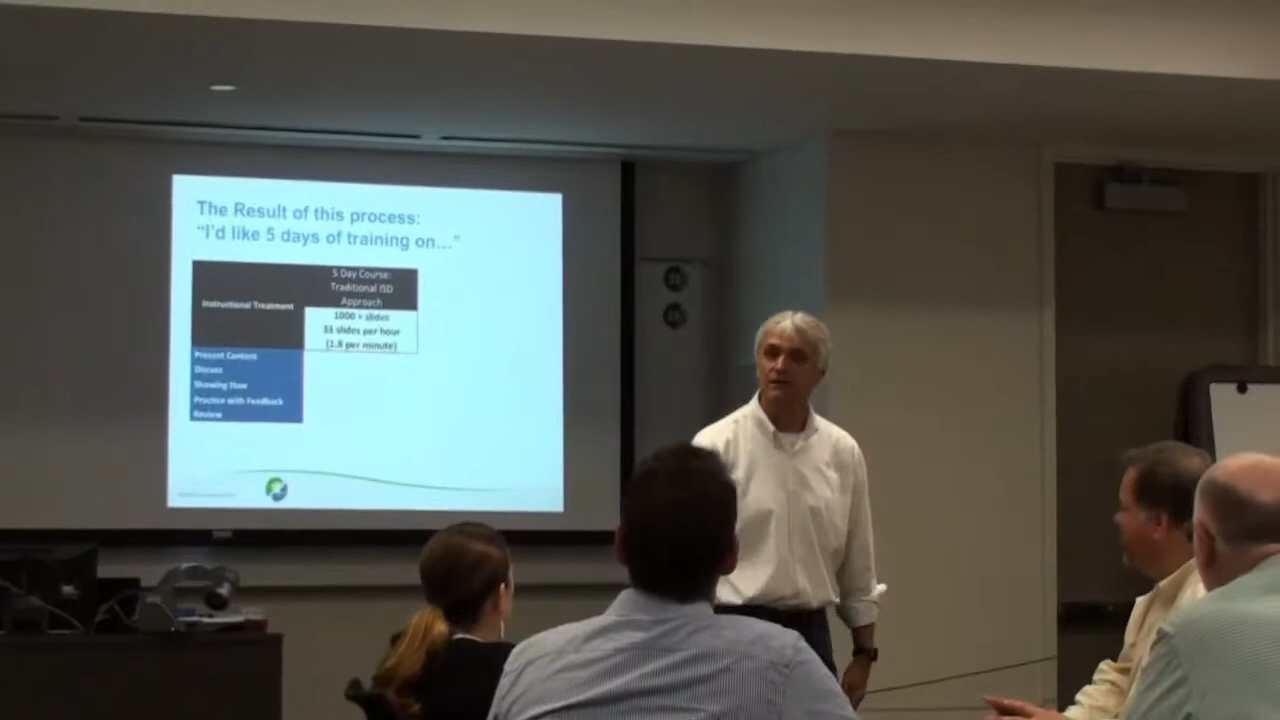 The Result of this process:
“I’d like 5 days of training on…”
5 Day Course:
Traditional ISD
Approach
Instructional Treatment
1000 + slides
33 slides per hour
(1.8 per minute)
Present Content
Discuss
Showing How
Practice with Feedback
Review